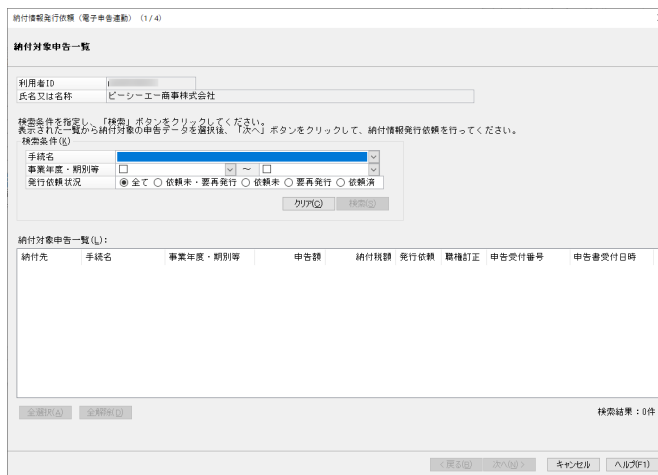 納付情報発行依頼(電子申告連動) (1/4)
納付対象申告一覧
利用者ID
氏名又は名称 ピーシーエー商事株式会社
検索条件を指定し、「検索」ボタンをクリックしてください。
表示された一覧から納付対象の申告データを選択後、「次へ」ボタンをクリックして、納付情報発行依頼を行ってください。
検索条件(K)
手続名
事業年度・期別等 ~
発行依頼状況 全て 依頼未・要再発行 依頼未 要再発行 依頼済
クリア(C) 検索(S)
納付対象申告一覧(L):
納付先 手続名 事業年度・期別等 申告額 納付税額 発行依頼 職権訂正 申告受付番号 申告書受付日時
全選択(A) 全解除(D) 検索結果:0件
<戻る(B) 次へ(N)> キャンセル ヘルプ(F1)